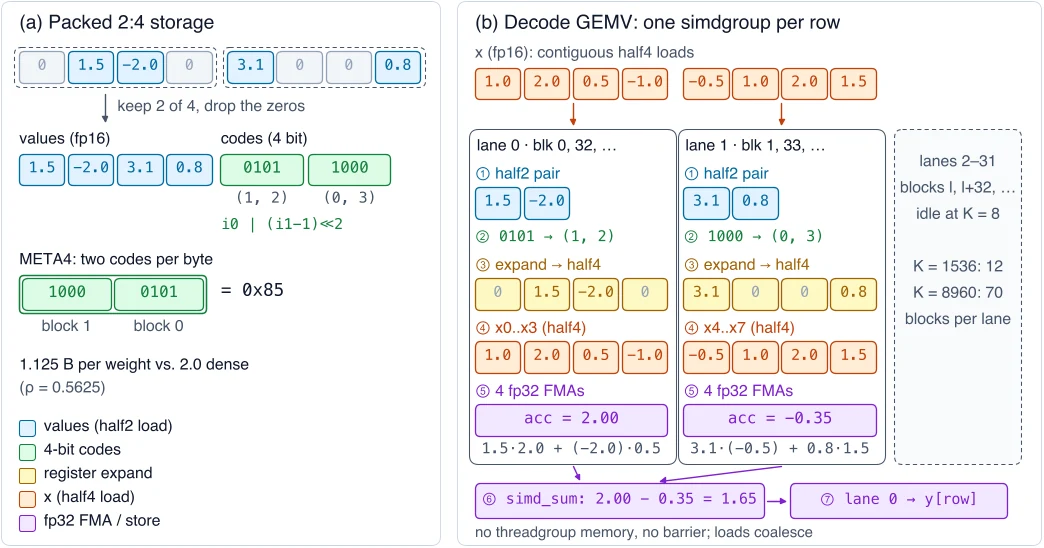 (a) Packed 2:4 storage
0 1.5 −2.0 0 3.1 0 0 0.8
keep 2 of 4, drop the zeros
values (fp16) codes (4 bit)
1.5 −2.0 3.1 0.8 0101 1000
(1, 2) (0, 3)
i0 | (i1-1)≪2
META4: two codes per byte
1000 0101 = 0x85
block 1 block 0
1.125 B per weight vs. 2.0 dense
(ρ = 0.5625)
values (half2 load)
4-bit codes
register expand
x (half4 load)
fp32 FMA / store
(b) Decode GEMV: one simdgroup per row
x (fp16): contiguous half4 loads
1.0 2.0 0.5 −1.0 −0.5 1.0 2.0 1.5
lane 0 · blk 0, 32, …
① half2 pair
1.5 −2.0
② 0101 → (1, 2)
③ expand → half4
0 1.5 −2.0 0
④ x0..x3 (half4)
1.0 2.0 0.5 −1.0
⑤ 4 fp32 FMAs
acc = 2.00
1.5·2.0 + (−2.0)·0.5
lane 1 · blk 1, 33, …
① half2 pair
3.1 0.8
② 1000 → (0, 3)
③ expand → half4
3.1 0 0 0.8
④ x4..x7 (half4)
−0.5 1.0 2.0 1.5
⑤ 4 fp32 FMAs
acc = −0.35
3.1·(−0.5) + 0.8·1.5
lanes 2–31
blocks l, l+32, …
idle at K = 8
K = 1536: 12
K = 8960: 70
blocks per lane
⑥ simd_sum: 2.00 − 0.35 = 1.65
⑦ lane 0 → y[row]
no threadgroup memory, no barrier; loads coalesce